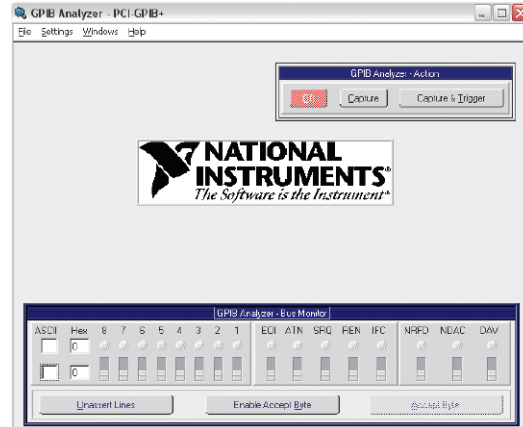 GPIB Analyzer - PCI-GPIB+
File Settings Windows Help
GPIB Analyzer - Action
Off Capture Capture & Trigger
NATIONAL
INSTRUMENTS®
The Software is the Instrument®
GPIB Analyzer - Bus Monitor
ASCII Hex 8 7 6 5 4 3 2 1 EOI ATN SRQ REN IFC NRFD NDAC DAV
0
0
Unassert Lines Enable Accept Byte Accept Byte